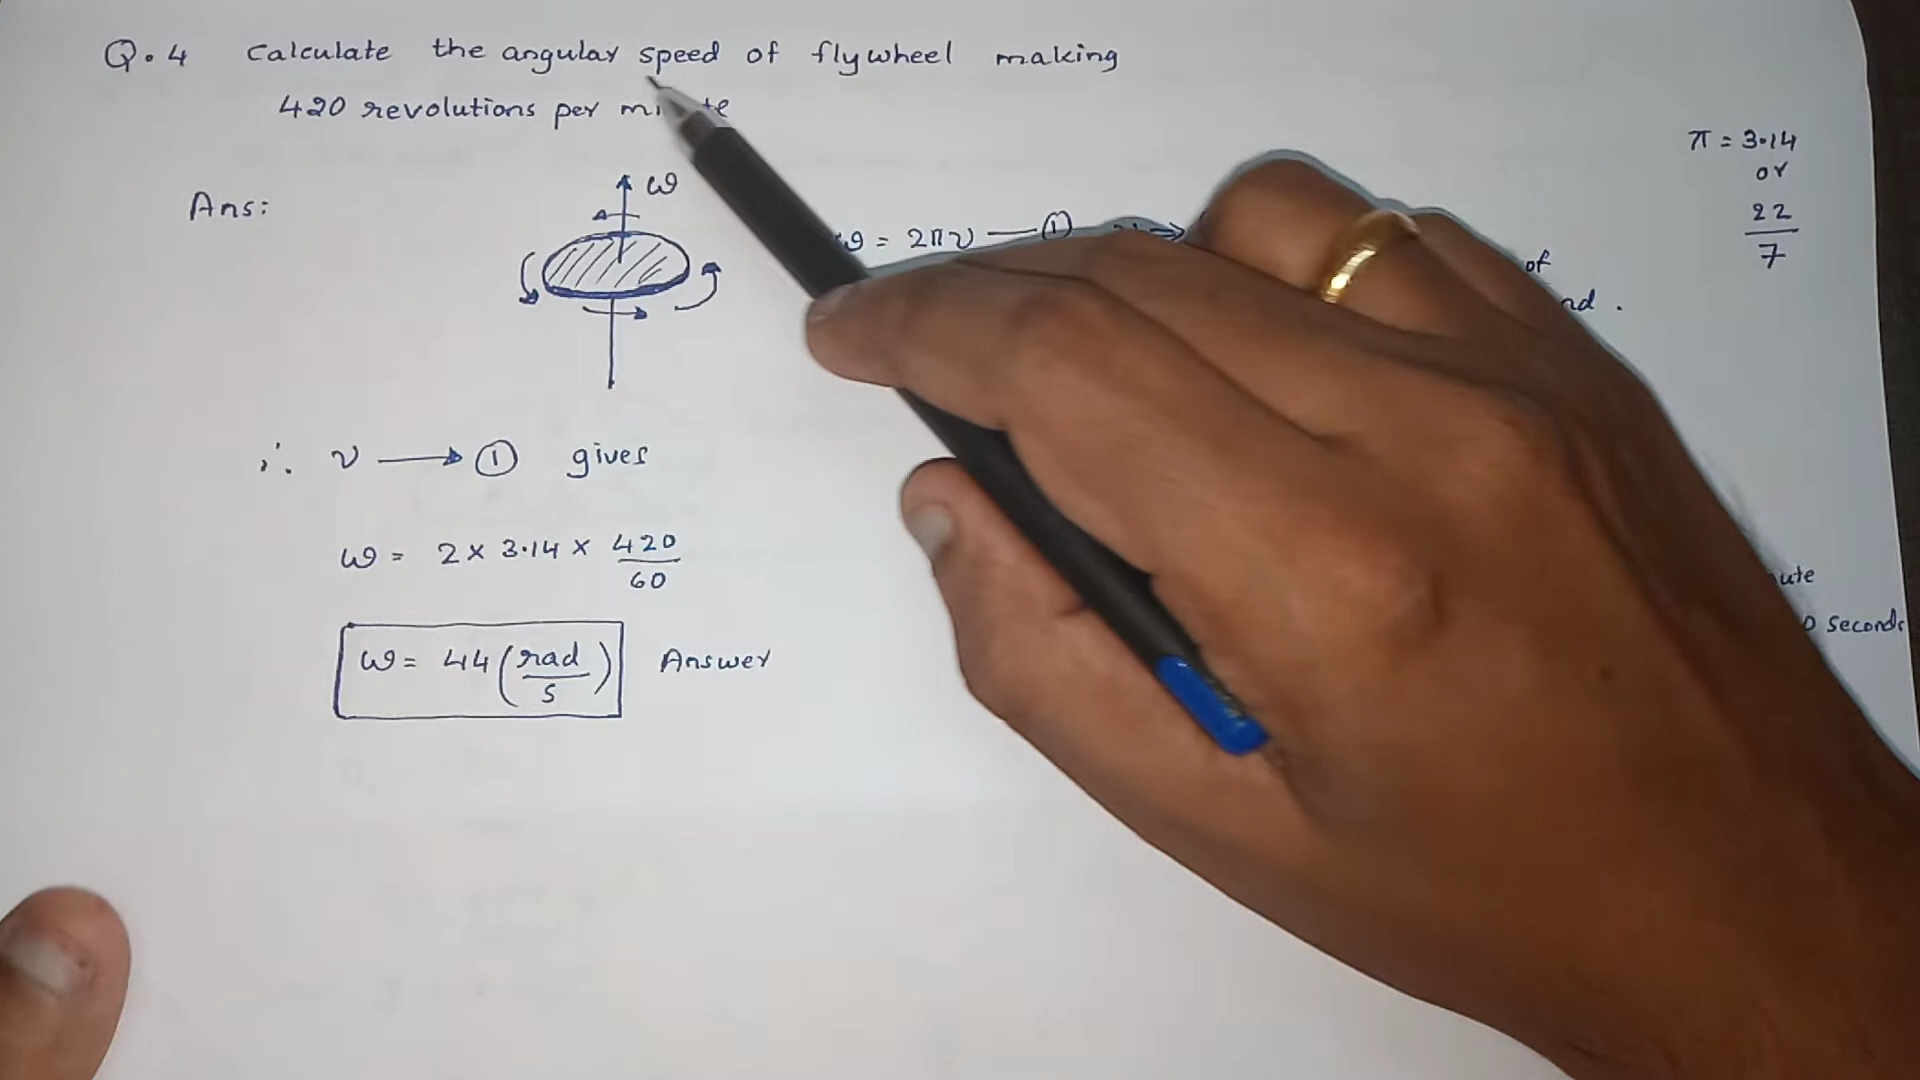 Q.4 Calculate the angular speed of flywheel making
420 revolutions per
π = 3.14
or
22
7
Ans:
ω
ω = 2πν — ①
of
∴ ν → ① gives
ω = 2 × 3.14 × 420
60
ω = 44 (rad/s) Answer
seconds